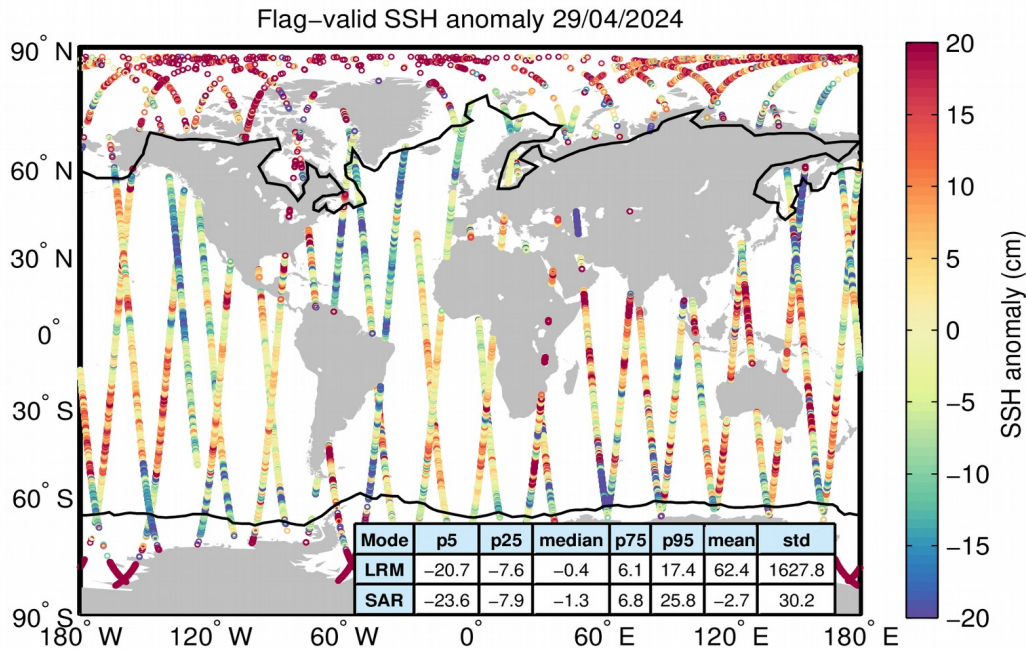 Flag−valid SSH anomaly 29/04/2024
90° N
60° N
30° N
0°
30° S
60° S
90° S
180° W 120° W 60° W 0° 60° E 120° E 180° E
Mode p5 p25 median p75 p95 mean std
LRM −20.7 −7.6 −0.4 6.1 17.4 62.4 1627.8
SAR −23.6 −7.9 −1.3 6.8 25.8 −2.7 30.2
20
15
10
5
0
−5
−10
−15
−20
SSH anomaly (cm)